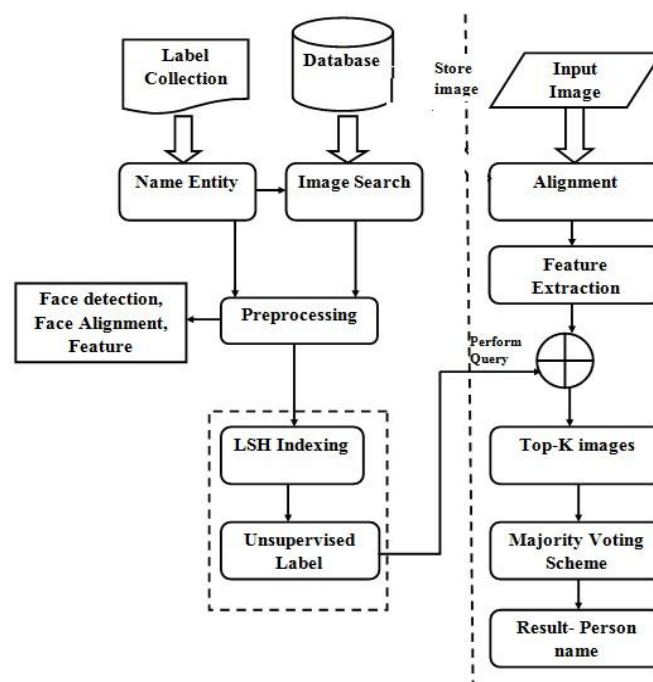 Label
Collection
Database
Store
image
Input
Image
Name Entity
Image Search
Alignment
Feature
Extraction
Face detection,
Face Alignment,
Feature
Preprocessing
Perform
Query
LSH Indexing
Top-K images
Unsupervised
Label
Majority Voting
Scheme
Result- Person
name